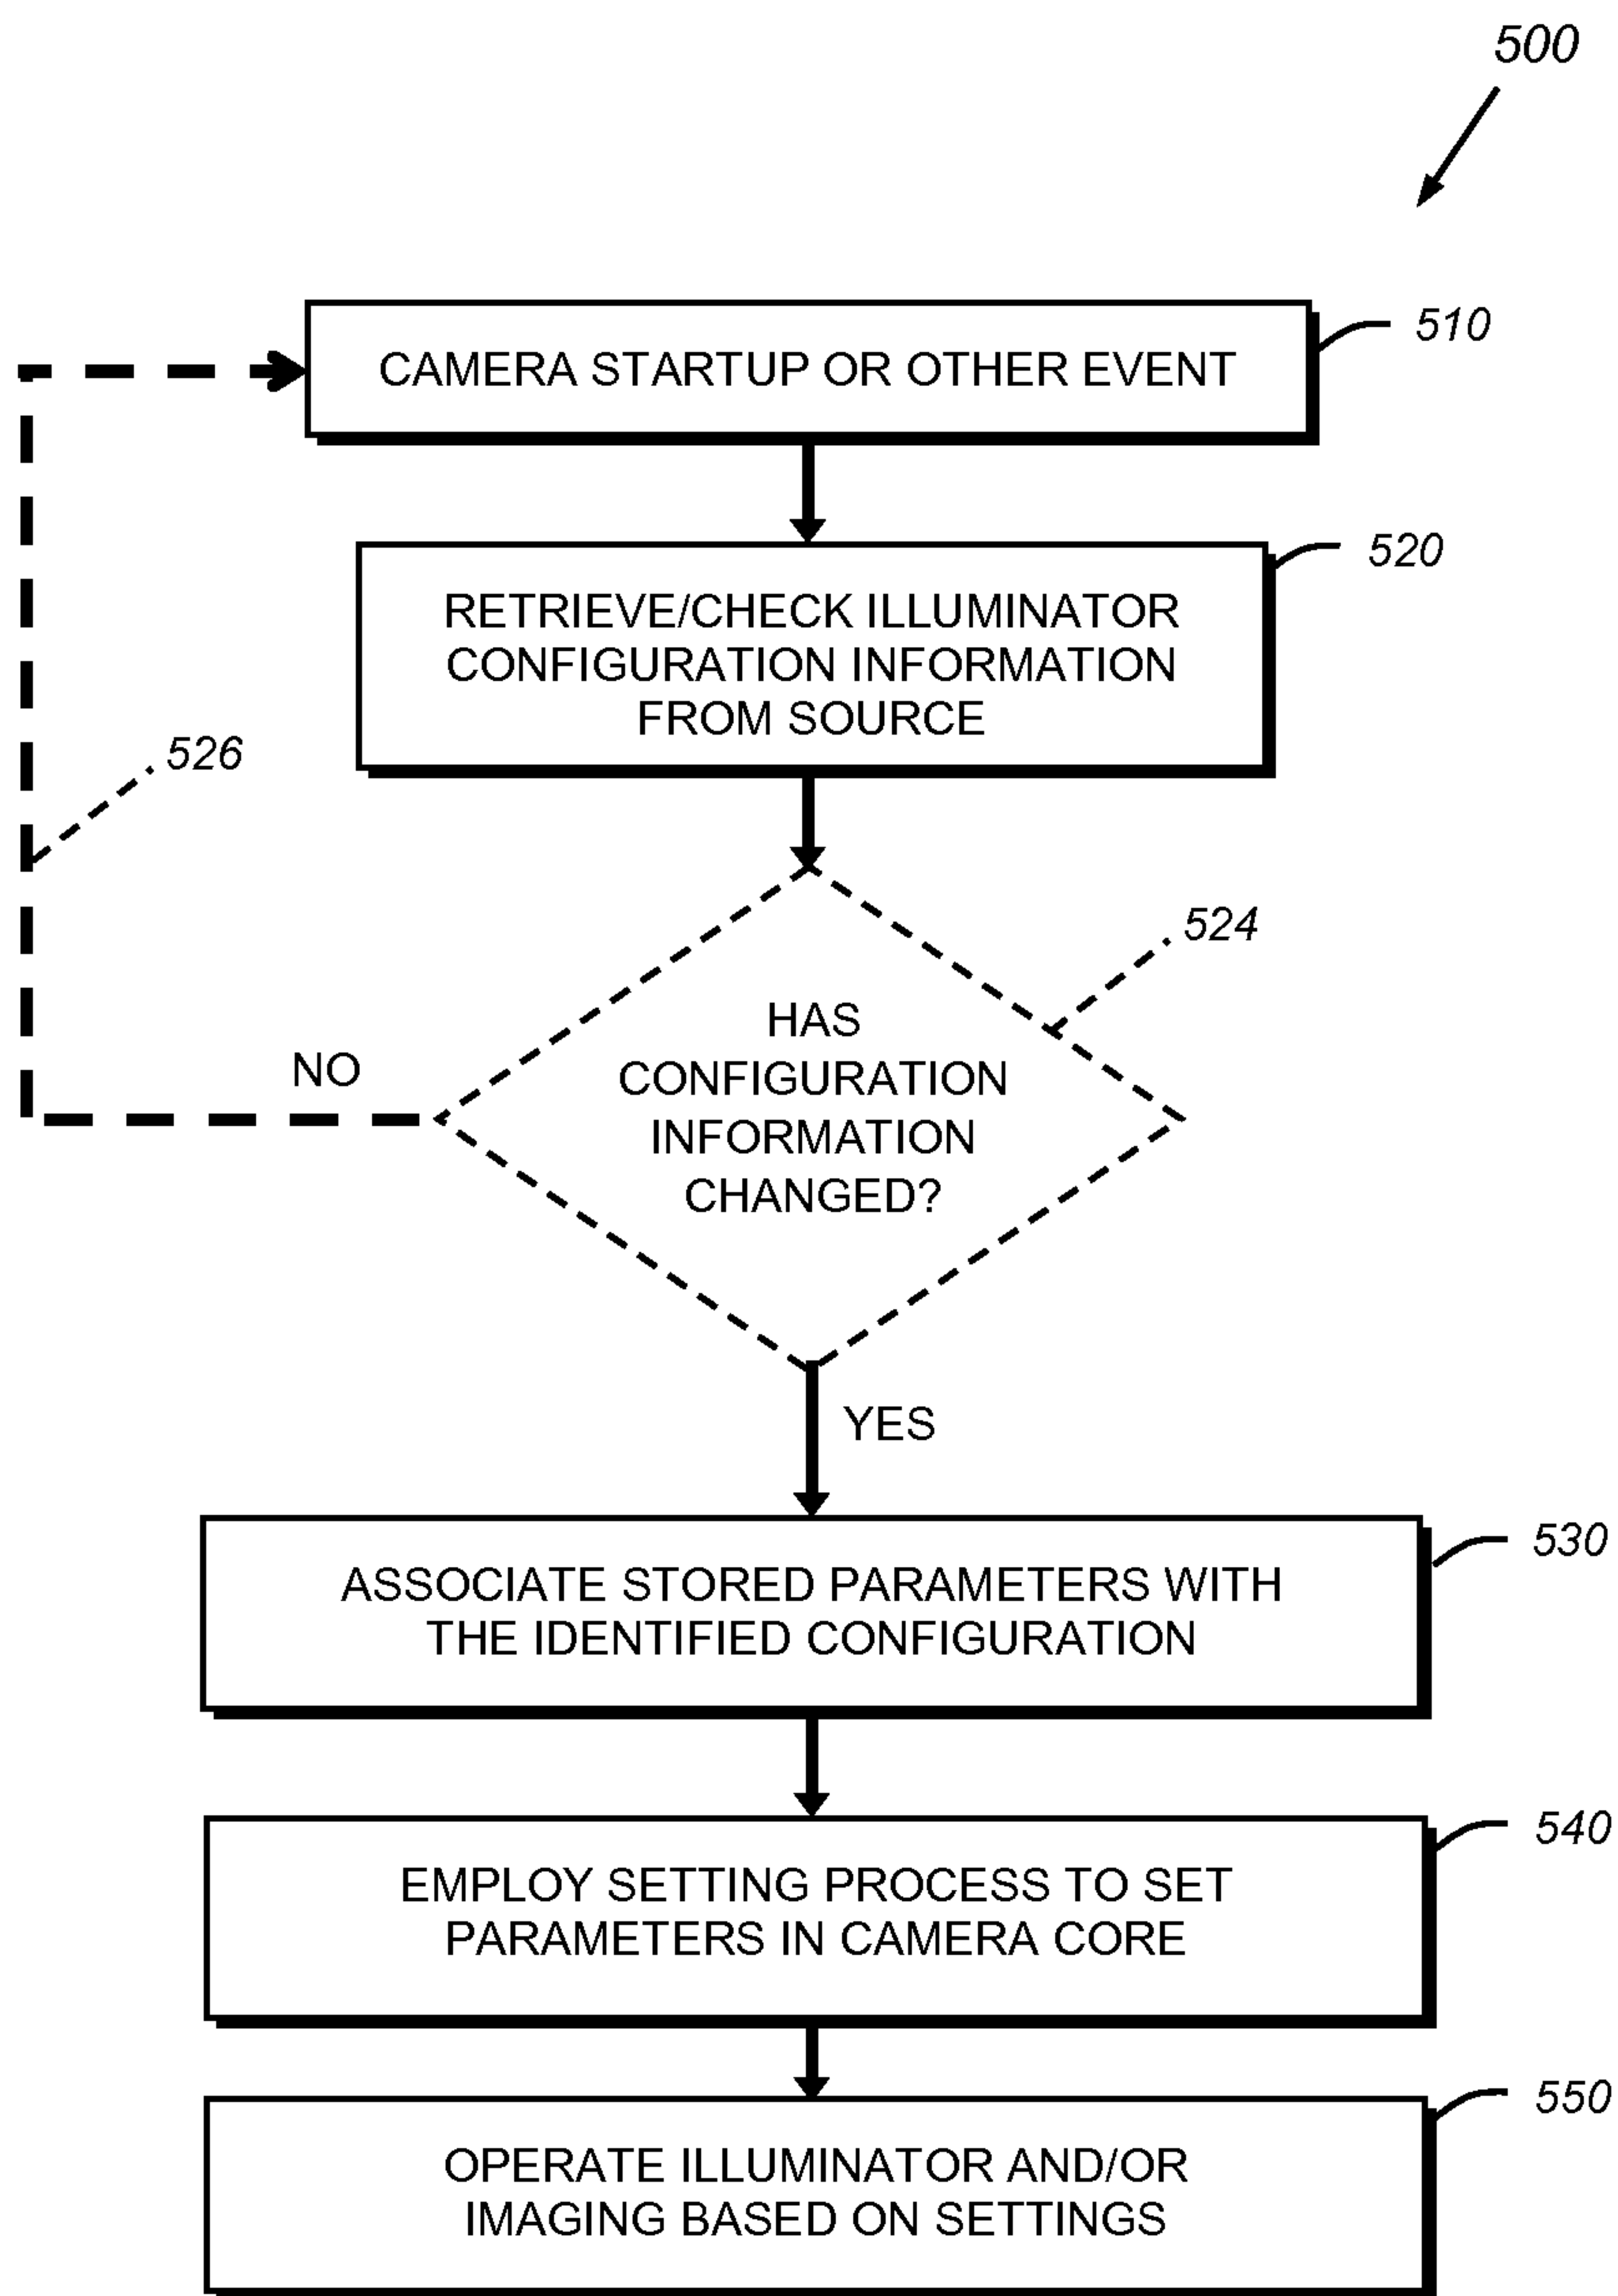 500
CAMERA STARTUP OR OTHER EVENT
510
RETRIEVE/CHECK ILLUMINATOR
CONFIGURATION INFORMATION
FROM SOURCE
520
526
524
HAS
CONFIGURATION
INFORMATION
CHANGED?
NO
YES
ASSOCIATE STORED PARAMETERS WITH
THE IDENTIFIED CONFIGURATION
530
EMPLOY SETTING PROCESS TO SET
PARAMETERS IN CAMERA CORE
540
OPERATE ILLUMINATOR AND/OR
IMAGING BASED ON SETTINGS
550